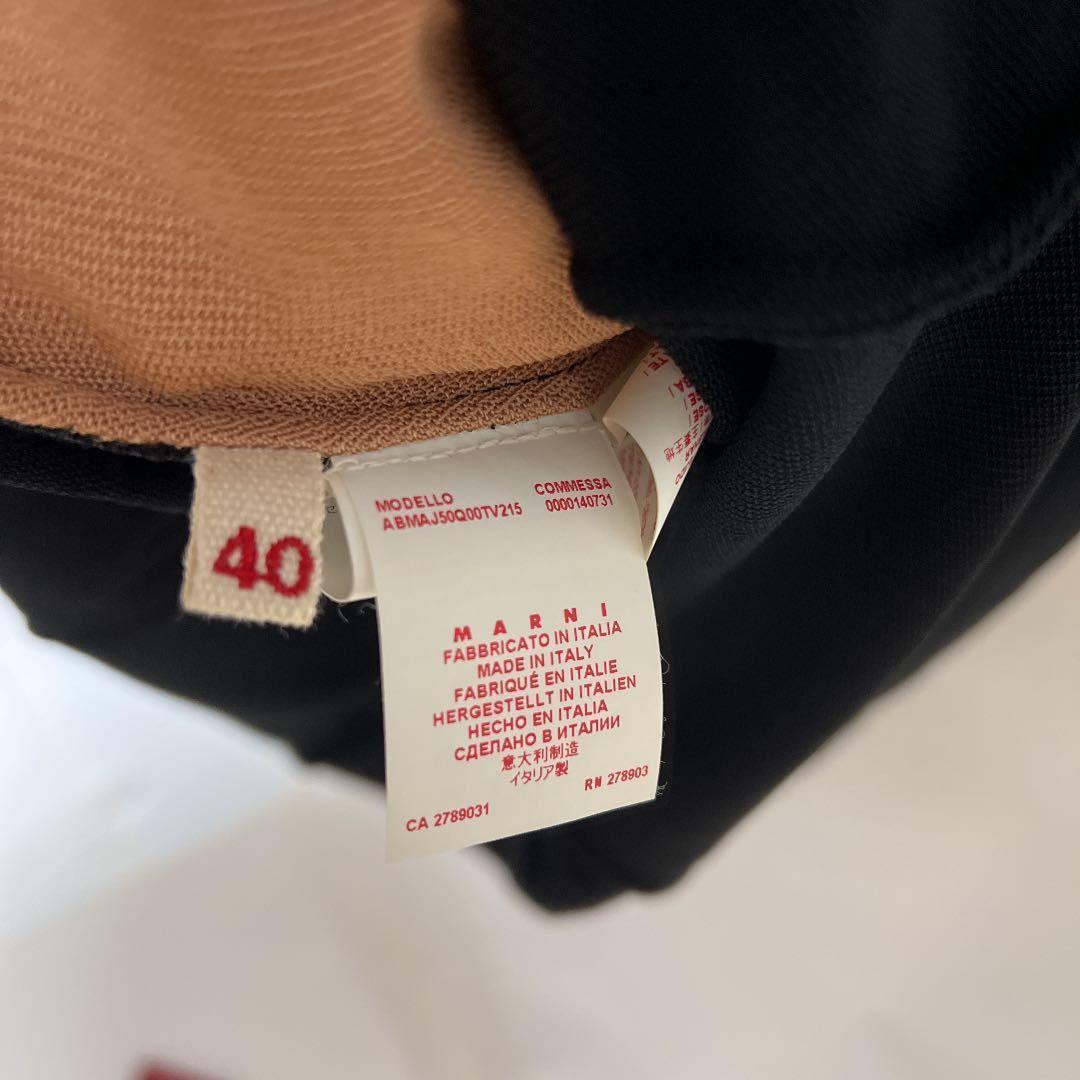 40
MODELLO COMMESSA
ABMAJ50Q00TV215 0000140731
MARNI
FABBRICATO IN ITALIA
MADE IN ITALY
FABRIQUÉ EN ITALIE
HERGESTELLT IN ITALIEN
HECHO EN ITALIA
СДЕЛАНО В ИТАЛИИ
意大利制造
イタリア製
CA 2789031 RN 278903